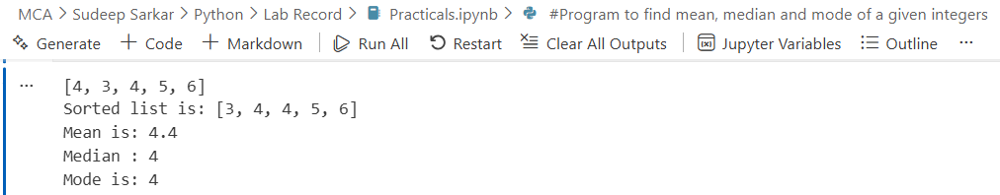 MCA > Sudeep Sarkar > Python > Lab Record > Practicals.ipynb > #Program to find mean, median and mode of a given integers
Generate + Code + Markdown | Run All Restart Clear All Outputs | Jupyter Variables Outline ...
... [4, 3, 4, 5, 6]
Sorted list is: [3, 4, 4, 5, 6]
Mean is: 4.4
Median : 4
Mode is: 4